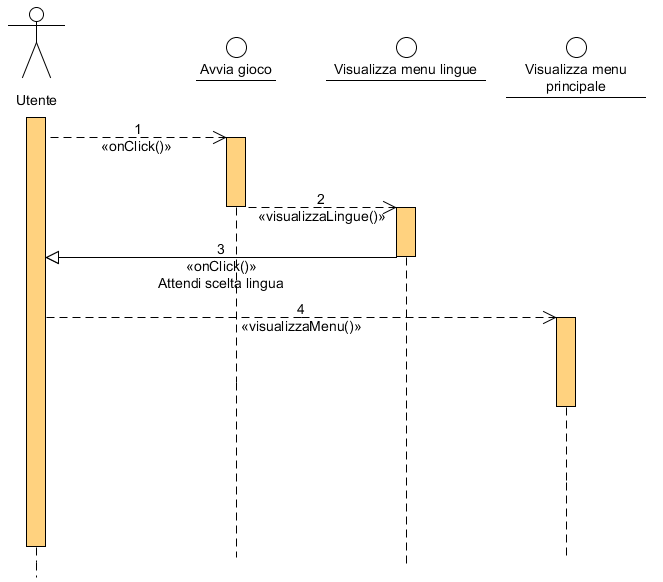 Avvia gioco
Visualizza menu lingue
Visualizza menu
principale
Utente
1
«onClick()»
2
«visualizzaLingue()»
3
«onClick()»
Attendi scelta lingua
4
«visualizzaMenu()»